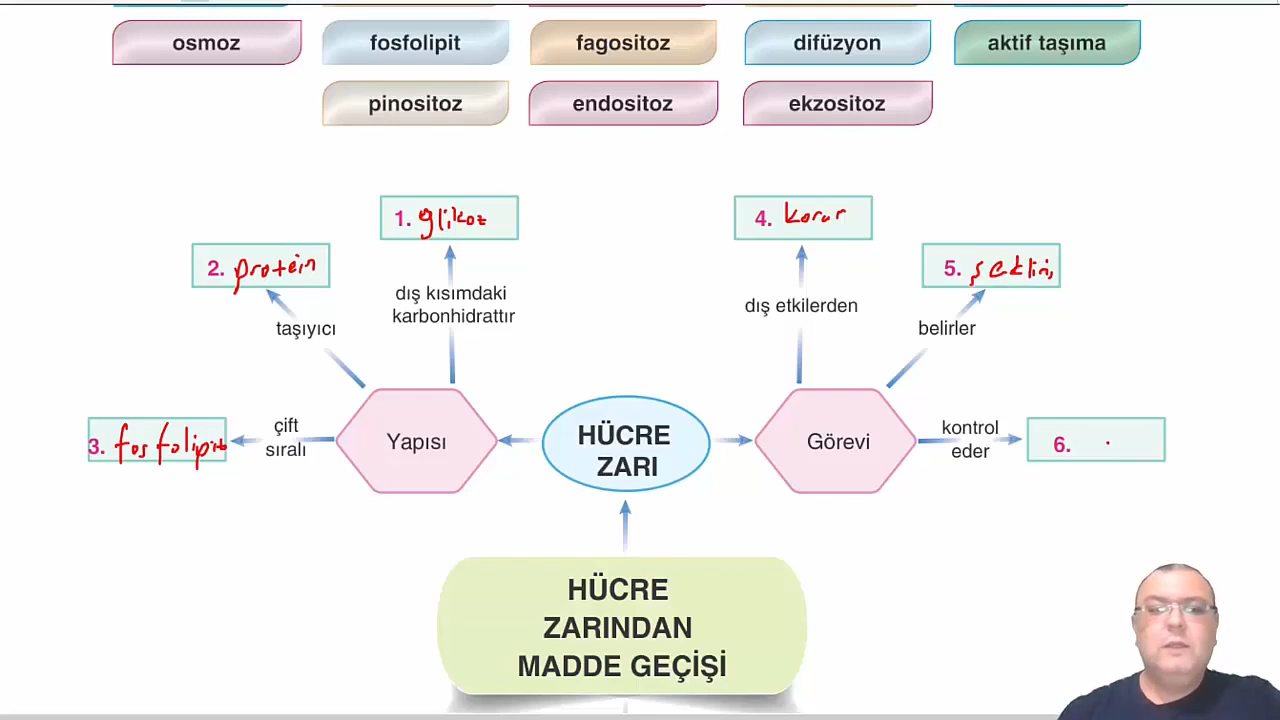 osmoz
fosfolipit
fagositoz
difüzyon
aktif taşıma
pinositoz
endositoz
ekzositoz
1. glikoz
4. korur
2. protein
5. şeklini
dış kısımdaki
karbonhidrattır
dış etkilerden
taşıyıcı
belirler
3. fosfolipit
çift
sıralı
Yapısı
HÜCRE
ZARI
Görevi
kontrol
eder
6.
HÜCRE
ZARINDAN
MADDE GEÇİŞİ